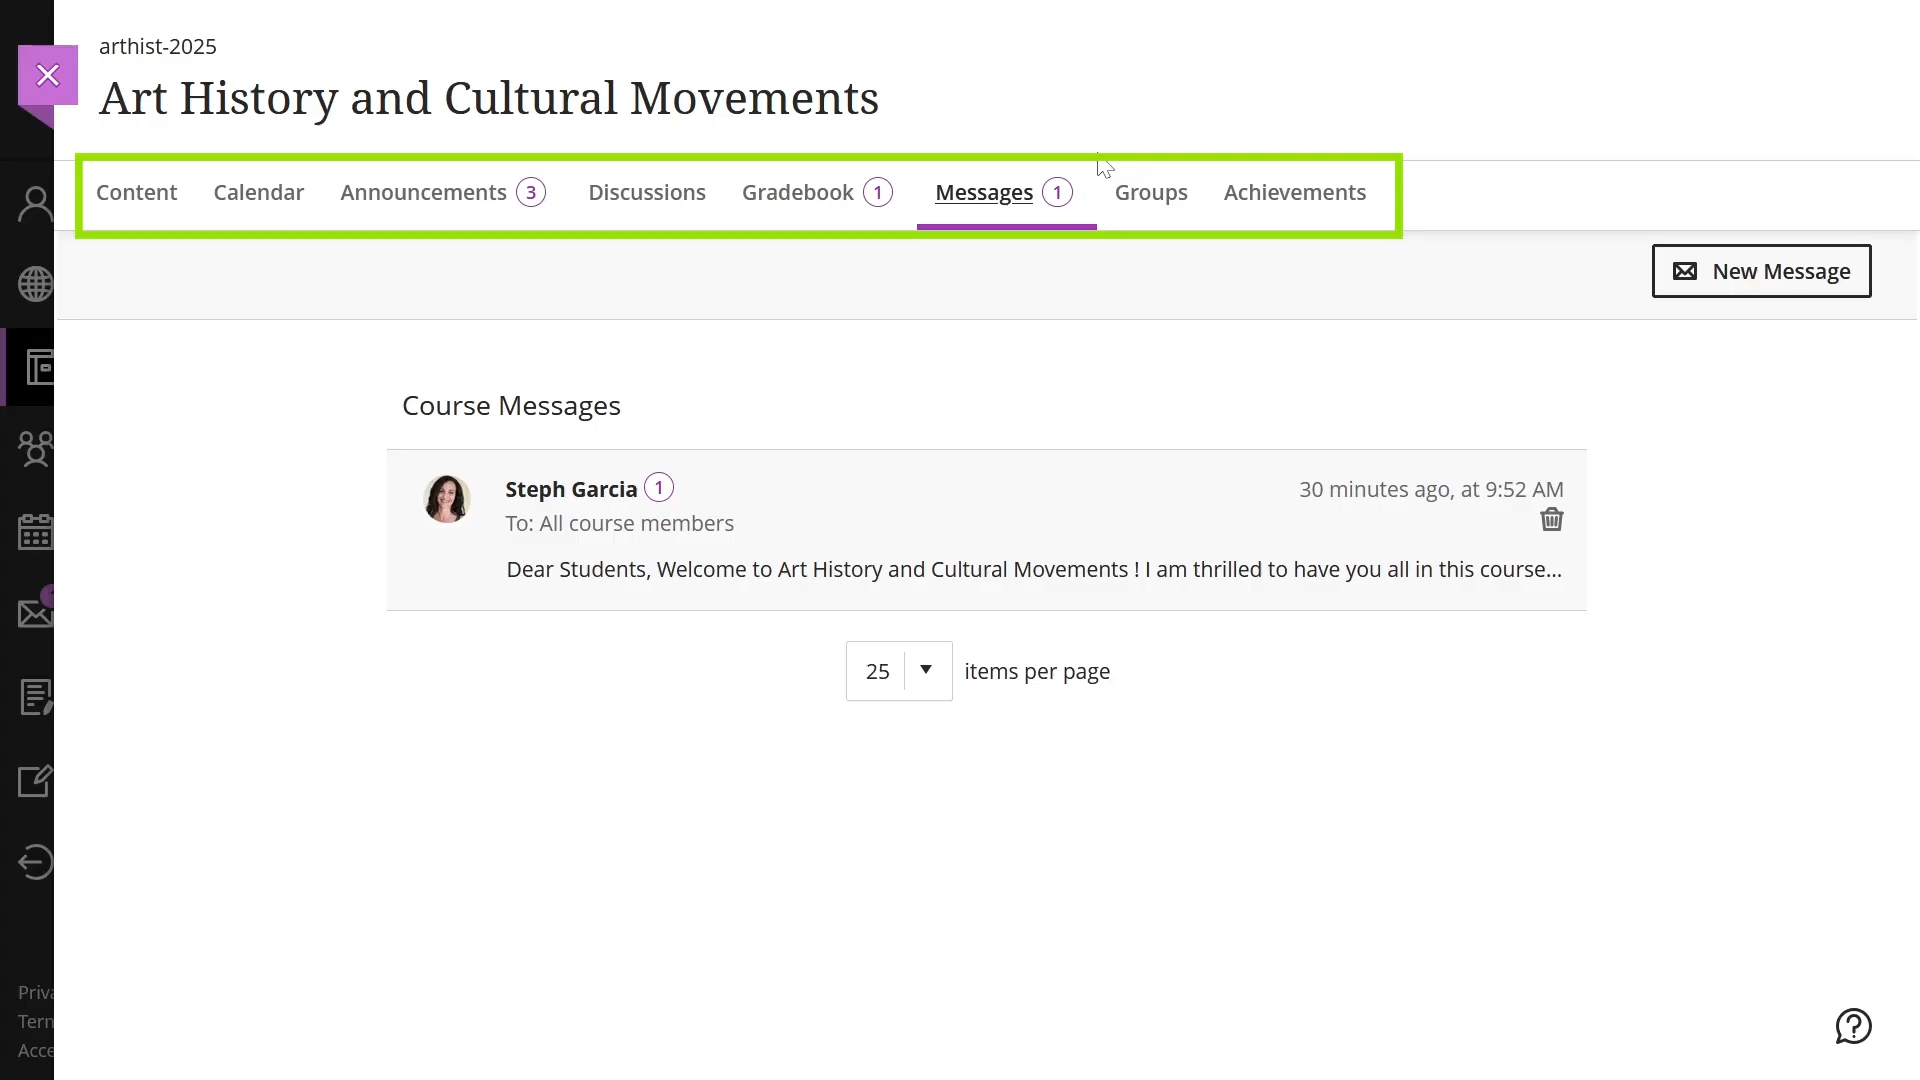 arthist-2025
Art History and Cultural Movements
Content Calendar Announcements 3 Discussions Gradebook 1 Messages 1 Groups Achievements
New Message
Course Messages
Steph Garcia 1 30 minutes ago, at 9:52 AM
To: All course members
Dear Students, Welcome to Art History and Cultural Movements ! I am thrilled to have you all in this course...
25 items per page
Priva
Tern
Acce